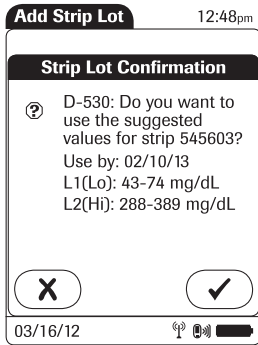 Add Strip Lot 12:48pm
Strip Lot Confirmation
D-530: Do you want to
use the suggested
values for strip 545603?
Use by: 02/10/13
L1(Lo): 43-74 mg/dL
L2(Hi): 288-389 mg/dL
03/16/12